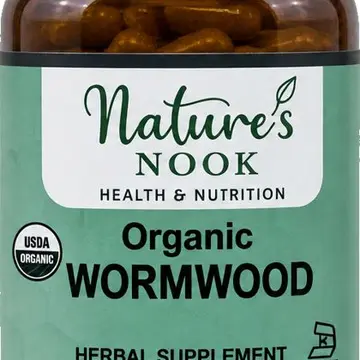 Nature's
NOOK
HEALTH & NUTRITION
USDA
ORGANIC
Organic
WORMWOOD
HERBAL SUPPLEMENT
K